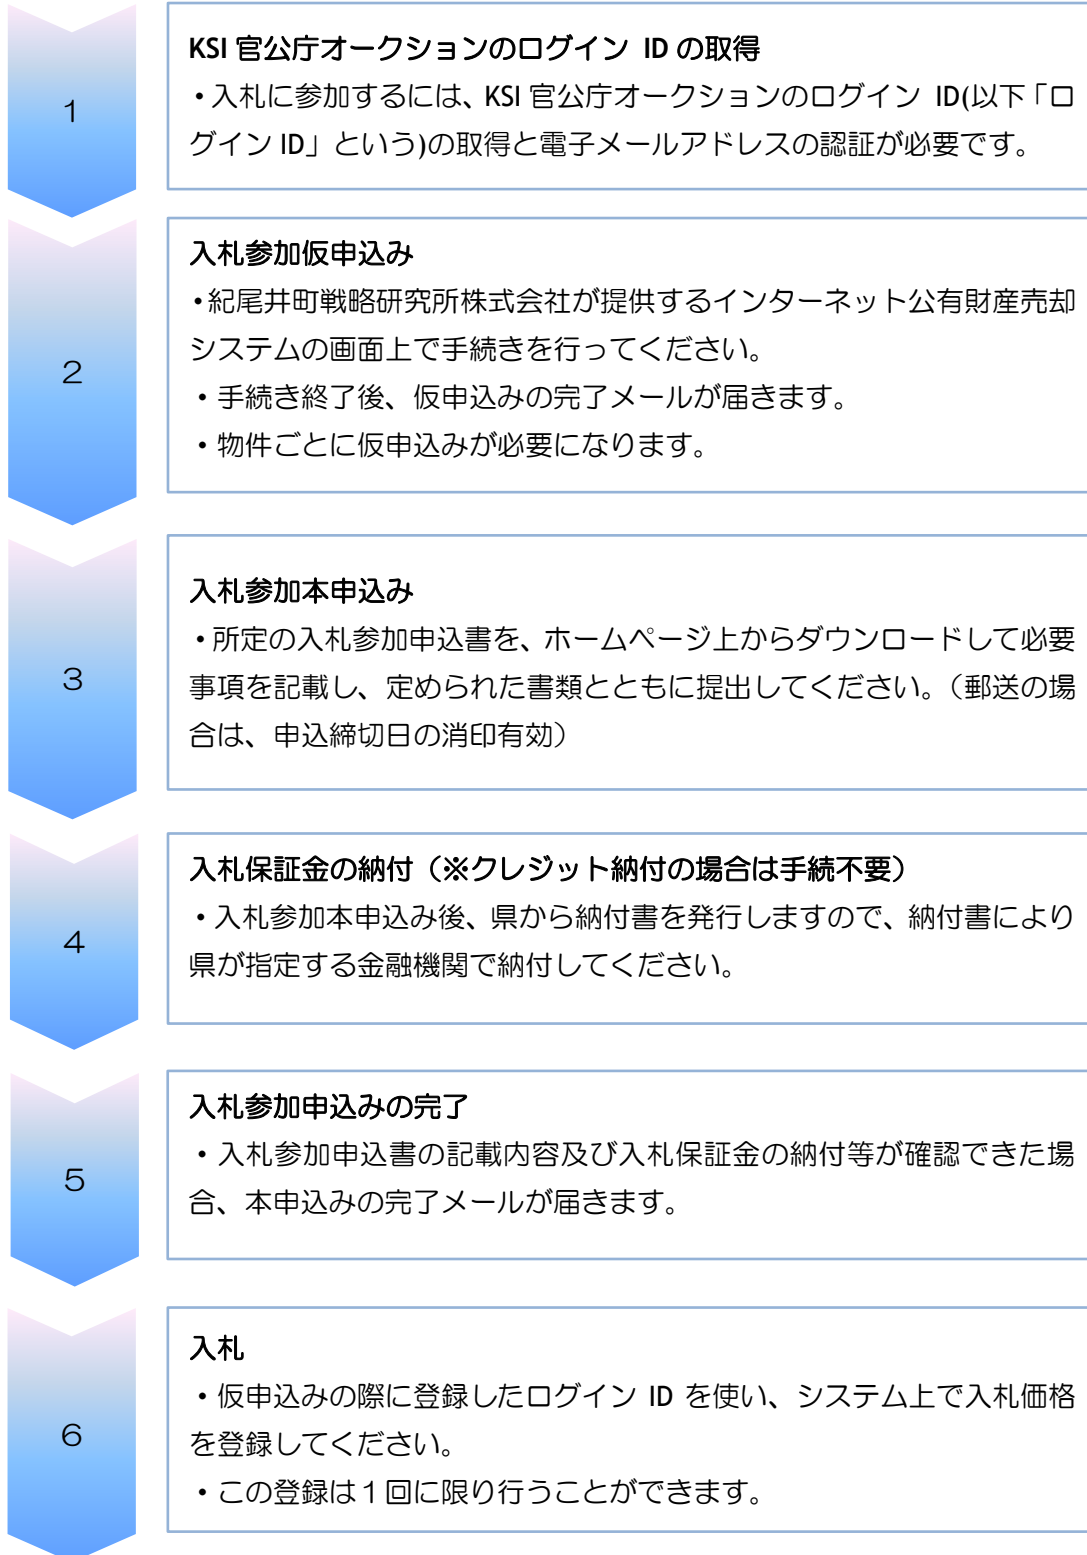 1
KSI 官公庁オークションのログイン ID の取得
・入札に参加するには、KSI 官公庁オークションのログイン ID(以下「ロ
グイン ID」という)の取得と電子メールアドレスの認証が必要です。
2
入札参加仮申込み
・紀尾井町戦略研究所株式会社が提供するインターネット公有財産売却
システムの画面上で手続きを行ってください。
・手続き終了後、仮申込みの完了メールが届きます。
・物件ごとに仮申込みが必要になります。
3
入札参加本申込み
・所定の入札参加申込書を、ホームページ上からダウンロードして必要
事項を記載し、定められた書類とともに提出してください。（郵送の場
合は、申込締切日の消印有効）
4
入札保証金の納付（※クレジット納付の場合は手続不要）
・入札参加本申込み後、県から納付書を発行しますので、納付書により
県が指定する金融機関で納付してください。
5
入札参加申込みの完了
・入札参加申込書の記載内容及び入札保証金の納付等が確認できた場
合、本申込みの完了メールが届きます。
6
入札
・仮申込みの際に登録したログイン ID を使い、システム上で入札価格
を登録してください。
・この登録は１回に限り行うことができます。